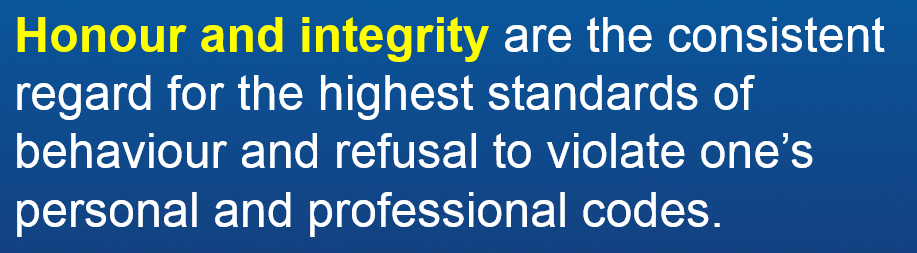 Honour and integrity are the consistent
regard for the highest standards of
behaviour and refusal to violate one’s
personal and professional codes.